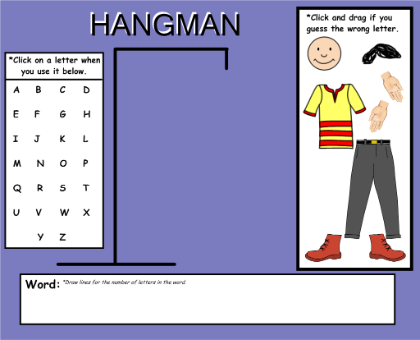 HANGMAN
*Click on a letter when
you use it below.
A B C D
E F G H
I J K L
M N O P
Q R S T
U V W X
Y Z
*Click and drag if you
guess the wrong letter.
Word: *Draw lines for the number of letters in the word